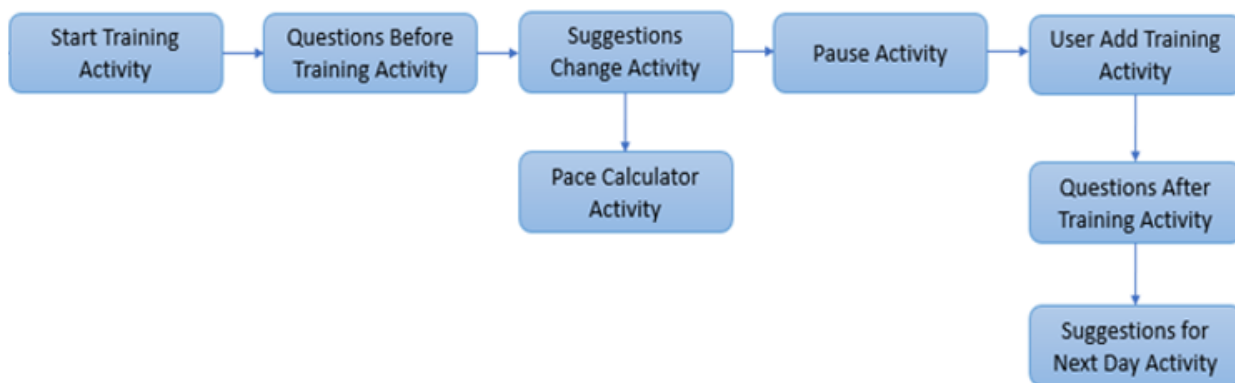 Start Training
Activity
Questions Before
Training Activity
Suggestions
Change Activity
Pause Activity
User Add Training
Activity
Pace Calculator
Activity
Questions After
Training Activity
Suggestions for
Next Day Activity